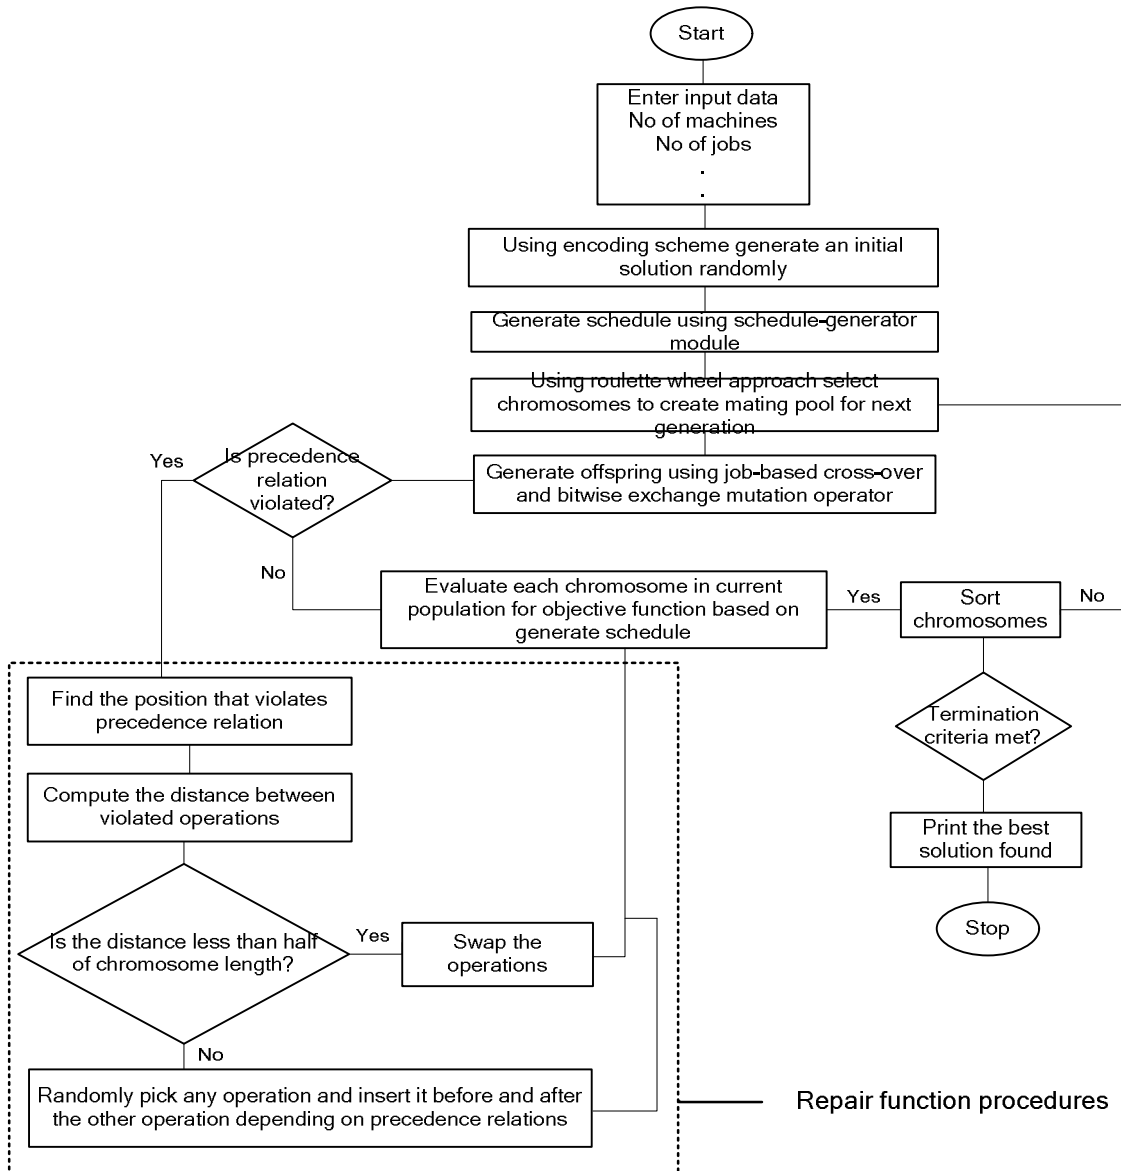 Start
Enter input data
No of machines
No of jobs
.
.
Using encoding scheme generate an initial
solution randomly
Generate schedule using schedule-generator
module
Using roulette wheel approach select
chromosomes to create mating pool for next
generation
Generate offspring using job-based cross-over
and bitwise exchange mutation operator
Is precedence
relation
violated?
Yes
No
Evaluate each chromosome in current
population for objective function based on
generate schedule
Yes
Sort
chromosomes
No
Termination
criteria met?
Print the best
solution found
Stop
Find the position that violates
precedence relation
Compute the distance between
violated operations
Is the distance less than half
of chromosome length?
Yes
Swap the
operations
No
Randomly pick any operation and insert it before and after
the other operation depending on precedence relations
Repair function procedures